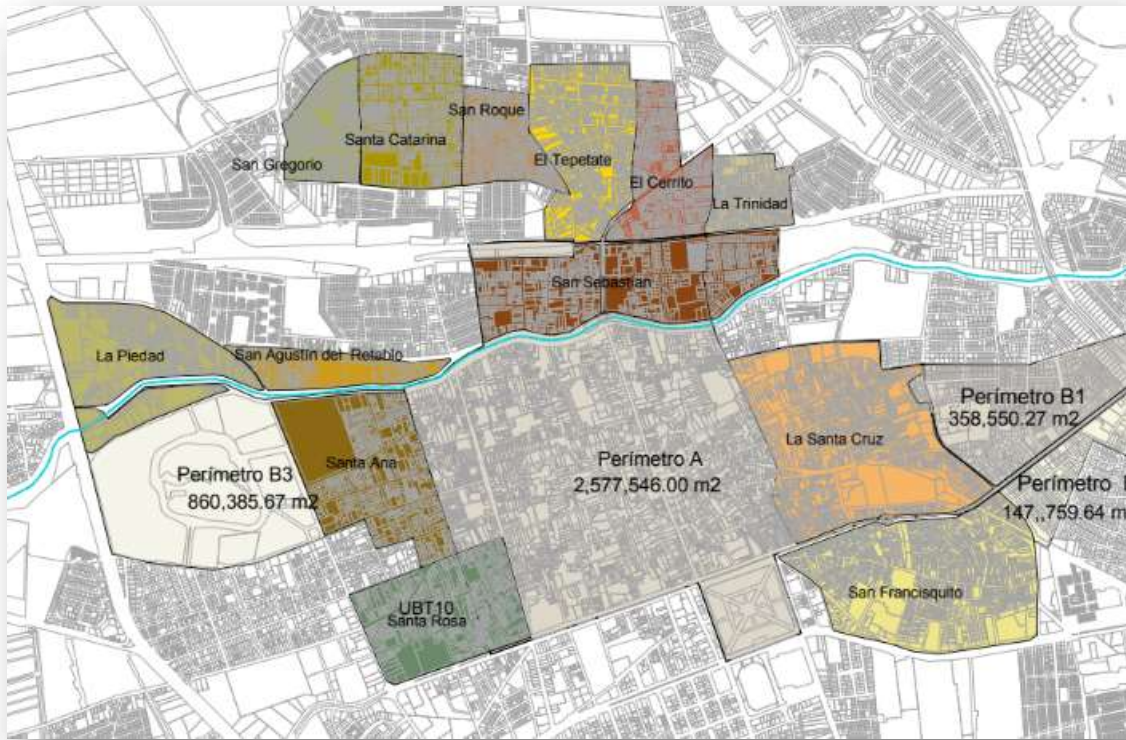 San Roque
Santa Catarina
San Gregorio
El Tepetate
El Cerrito
La Trinidad
San Sebastián
La Piedad
San Agustín del Retablo
Perímetro B1
358,550.27 m2
La Santa Cruz
Santa Ana
Perímetro B3
860,385.67 m2
Perímetro A
2,577,546.00 m2
Perímetro
147,,759.64 m
San Francisquito
UBT10
Santa Rosa